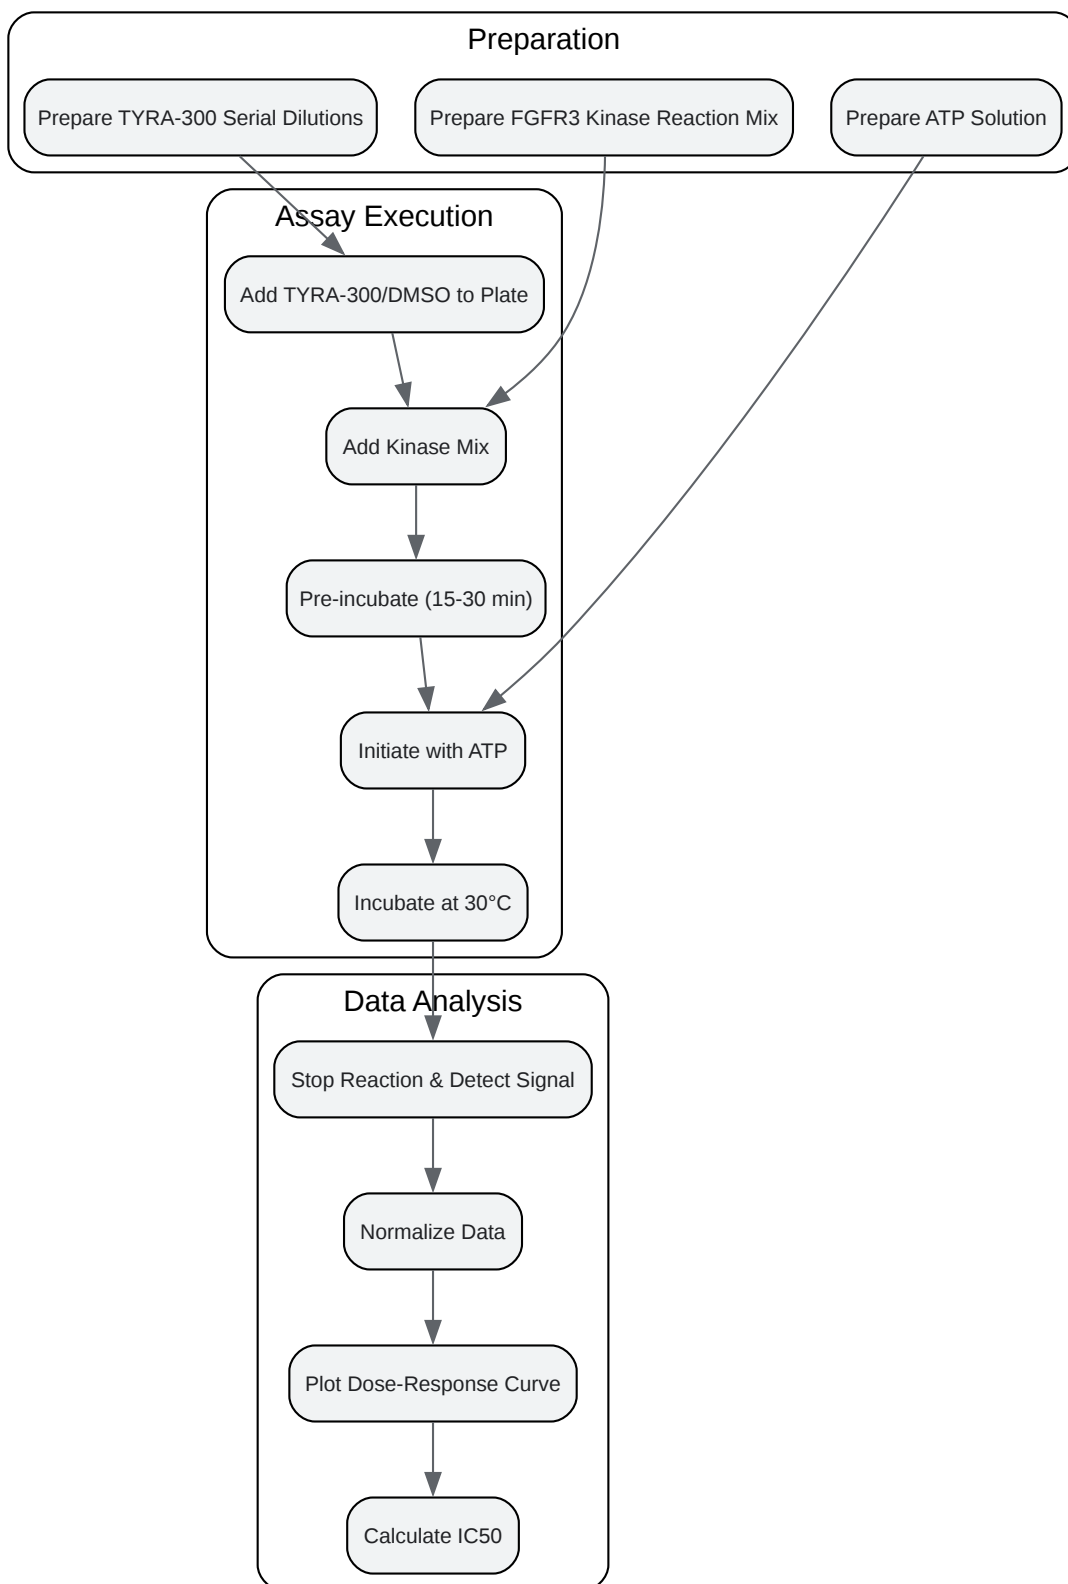 Preparation
Prepare TYRA-300 Serial Dilutions
Prepare FGFR3 Kinase Reaction Mix
Prepare ATP Solution
Assay Execution
Add TYRA-300/DMSO to Plate
Add Kinase Mix
Pre-incubate (15-30 min)
Initiate with ATP
Incubate at 30°C
Data Analysis
Stop Reaction & Detect Signal
Normalize Data
Plot Dose-Response Curve
Calculate IC50